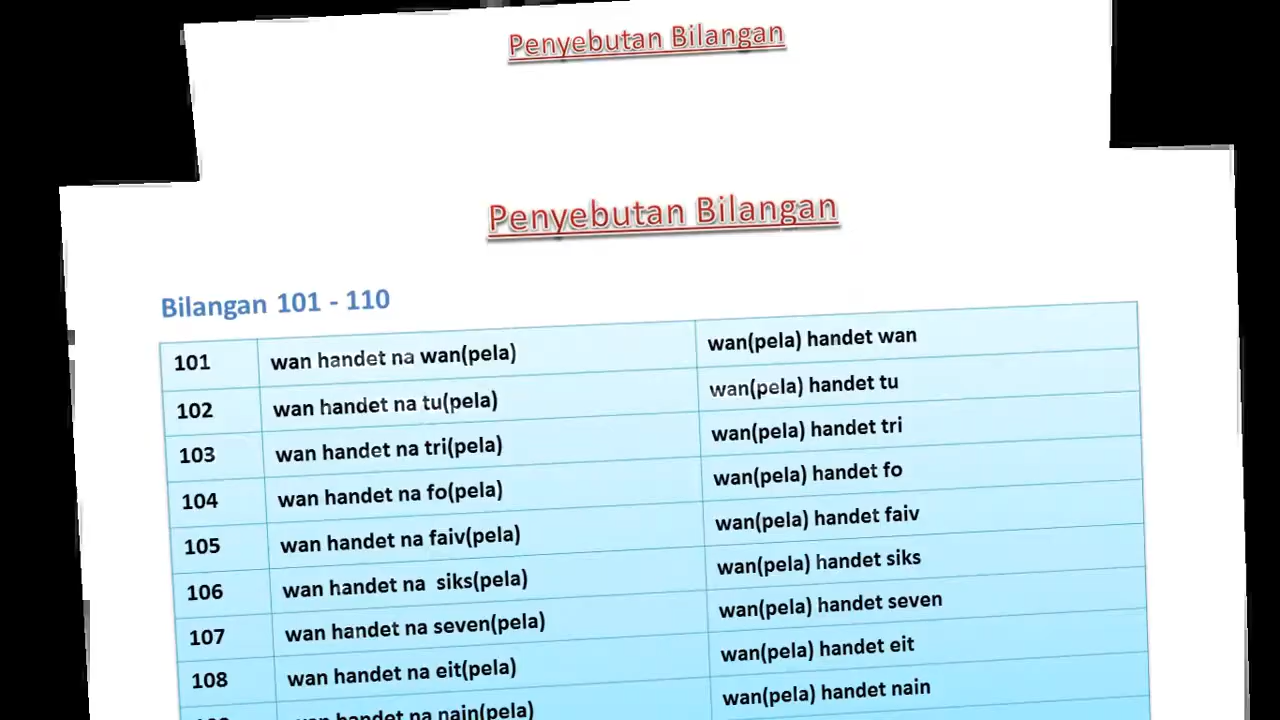 Penyebutan Bilangan
Penyebutan Bilangan
Bilangan 101 - 110
101 wan handet na wan(pela) wan(pela) handet wan
102 wan handet na tu(pela) wan(pela) handet tu
103 wan handet na tri(pela) wan(pela) handet tri
104 wan handet na fo(pela) wan(pela) handet fo
105 wan handet na faiv(pela) wan(pela) handet faiv
106 wan handet na siks(pela) wan(pela) handet siks
107 wan handet na seven(pela) wan(pela) handet seven
108 wan handet na eit(pela) wan(pela) handet eit
wan handet na nain(pela) wan(pela) handet nain